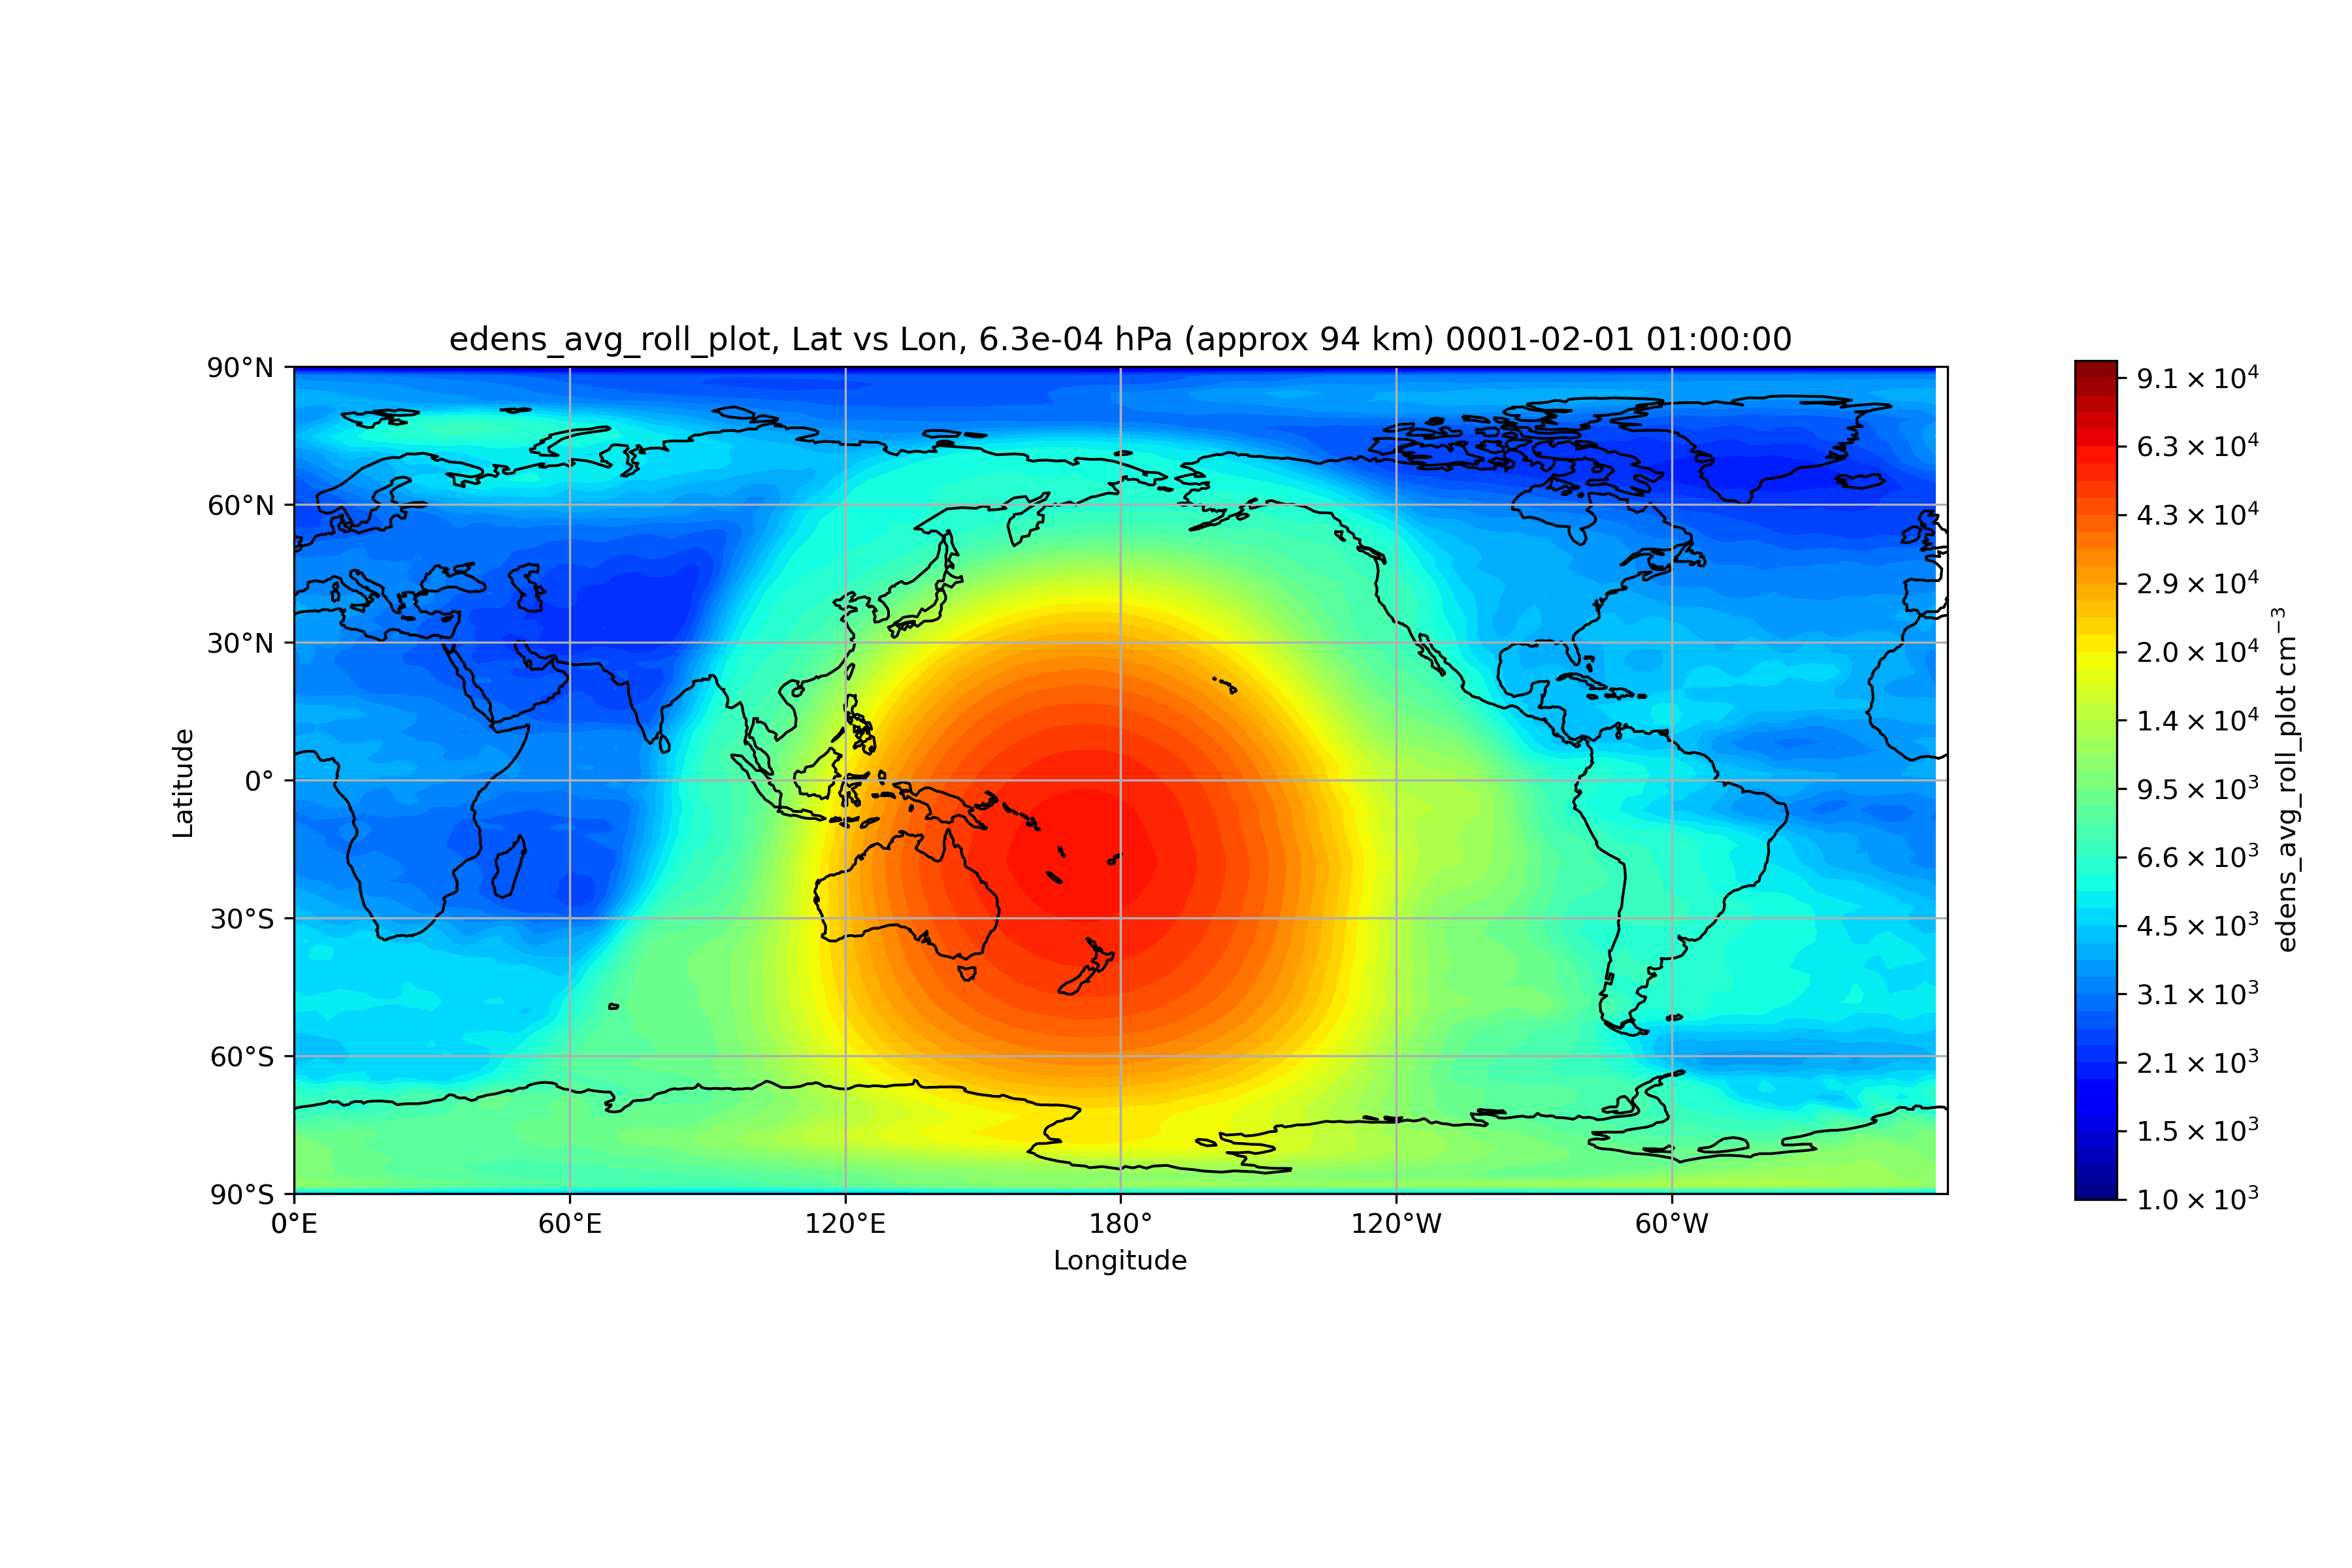 edens_avg_roll_plot, Lat vs Lon, 6.3e-04 hPa (approx 94 km) 0001-02-01 01:00:00
90°N
60°N
30°N
0°
30°S
60°S
90°S
Latitude
0°E
60°E
120°E
180°
120°W
60°W
Longitude
9.1 × 10⁴
6.3 × 10⁴
4.3 × 10⁴
2.9 × 10⁴
2.0 × 10⁴
1.4 × 10⁴
9.5 × 10³
6.6 × 10³
4.5 × 10³
3.1 × 10³
2.1 × 10³
1.5 × 10³
1.0 × 10³
edens_avg_roll_plot cm⁻³